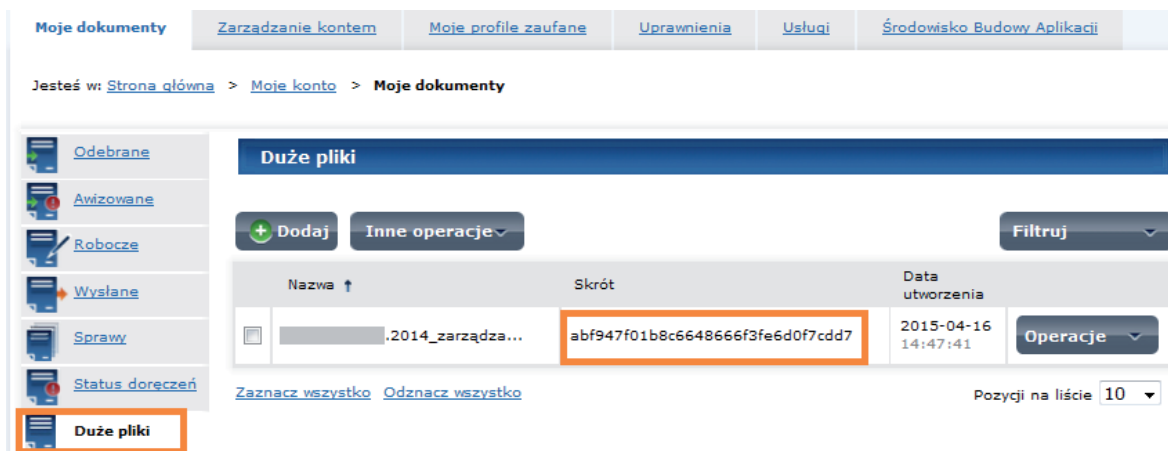 Moje dokumenty Zarządzanie kontem Moje profile zaufane Uprawnienia Usługi Środowisko Budowy Aplikacji
Jesteś w: Strona główna > Moje konto > Moje dokumenty
Odebrane
Awizowane
Robocze
Wysłane
Sprawy
Status doręczeń
Duże pliki
Duże pliki
Dodaj Inne operacje Filtruj
Nazwa Skrót Data utworzenia
.2014_zarządza... abf947f01b8c6648666f3fe6d0f7cdd7 2015-04-16 14:47:41 Operacje
Zaznacz wszystko Odznacz wszystko Pozycji na liście 10